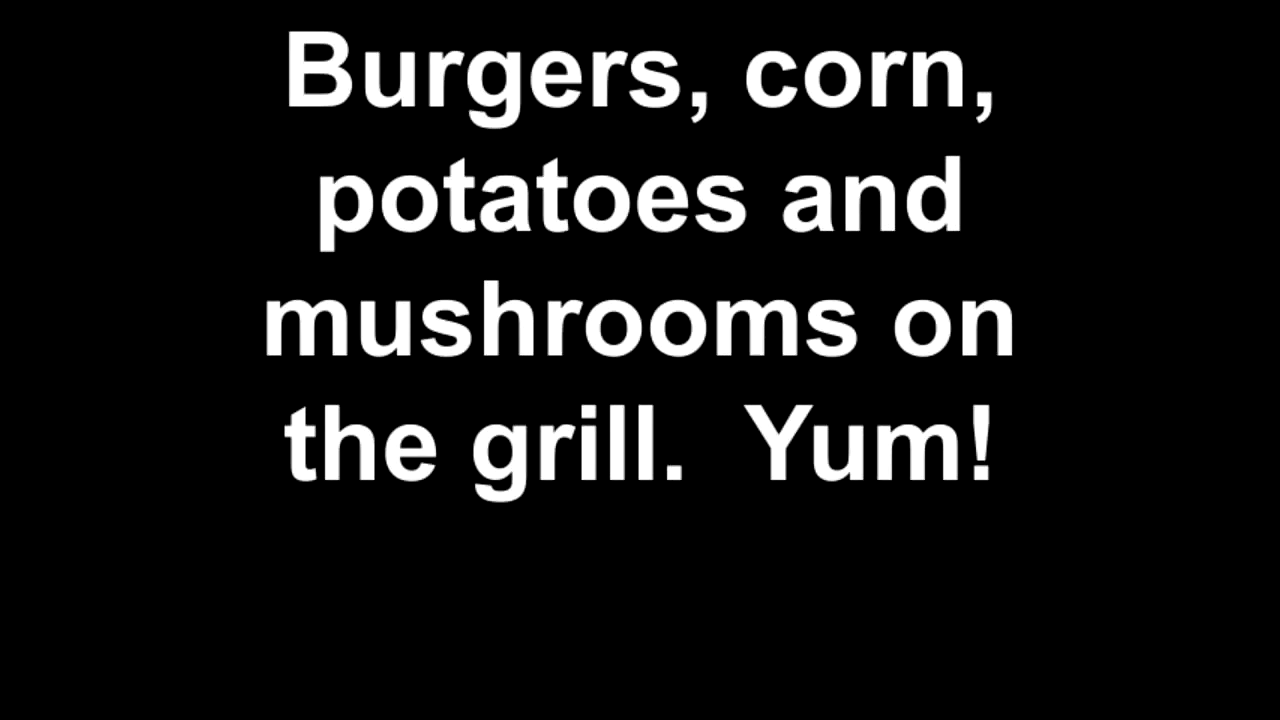 Burgers, corn,
potatoes and
mushrooms on
the grill.  Yum!